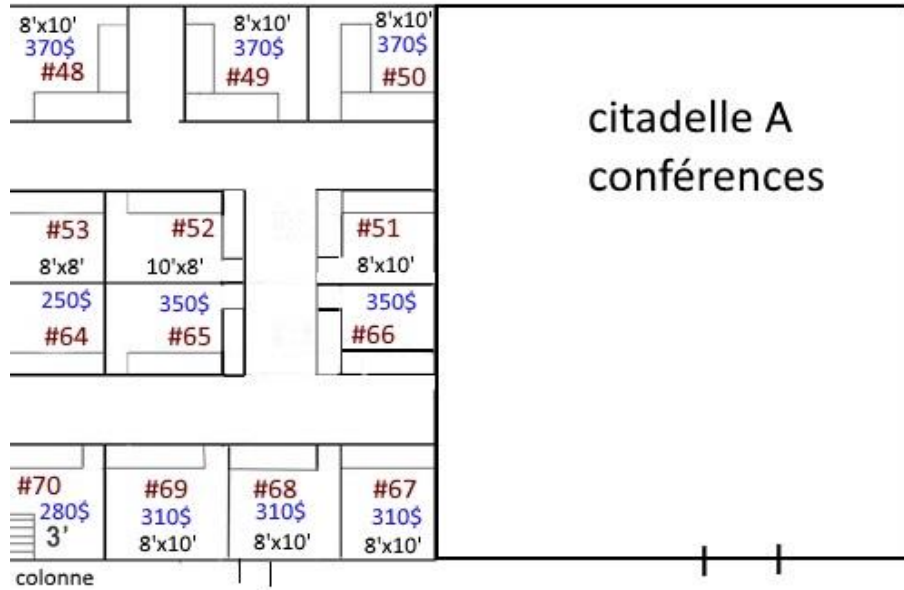 8'x10'
370$
#48
8'x10'
370$
#49
8'x10'
370$
#50
citadelle A
conférences
#53
8'x8'
#52
10'x8'
#51
8'x10'
250$
#64
350$
#65
350$
#66
#70
280$
3'
#69
310$
8'x10'
#68
310$
8'x10'
#67
310$
8'x10'
colonne